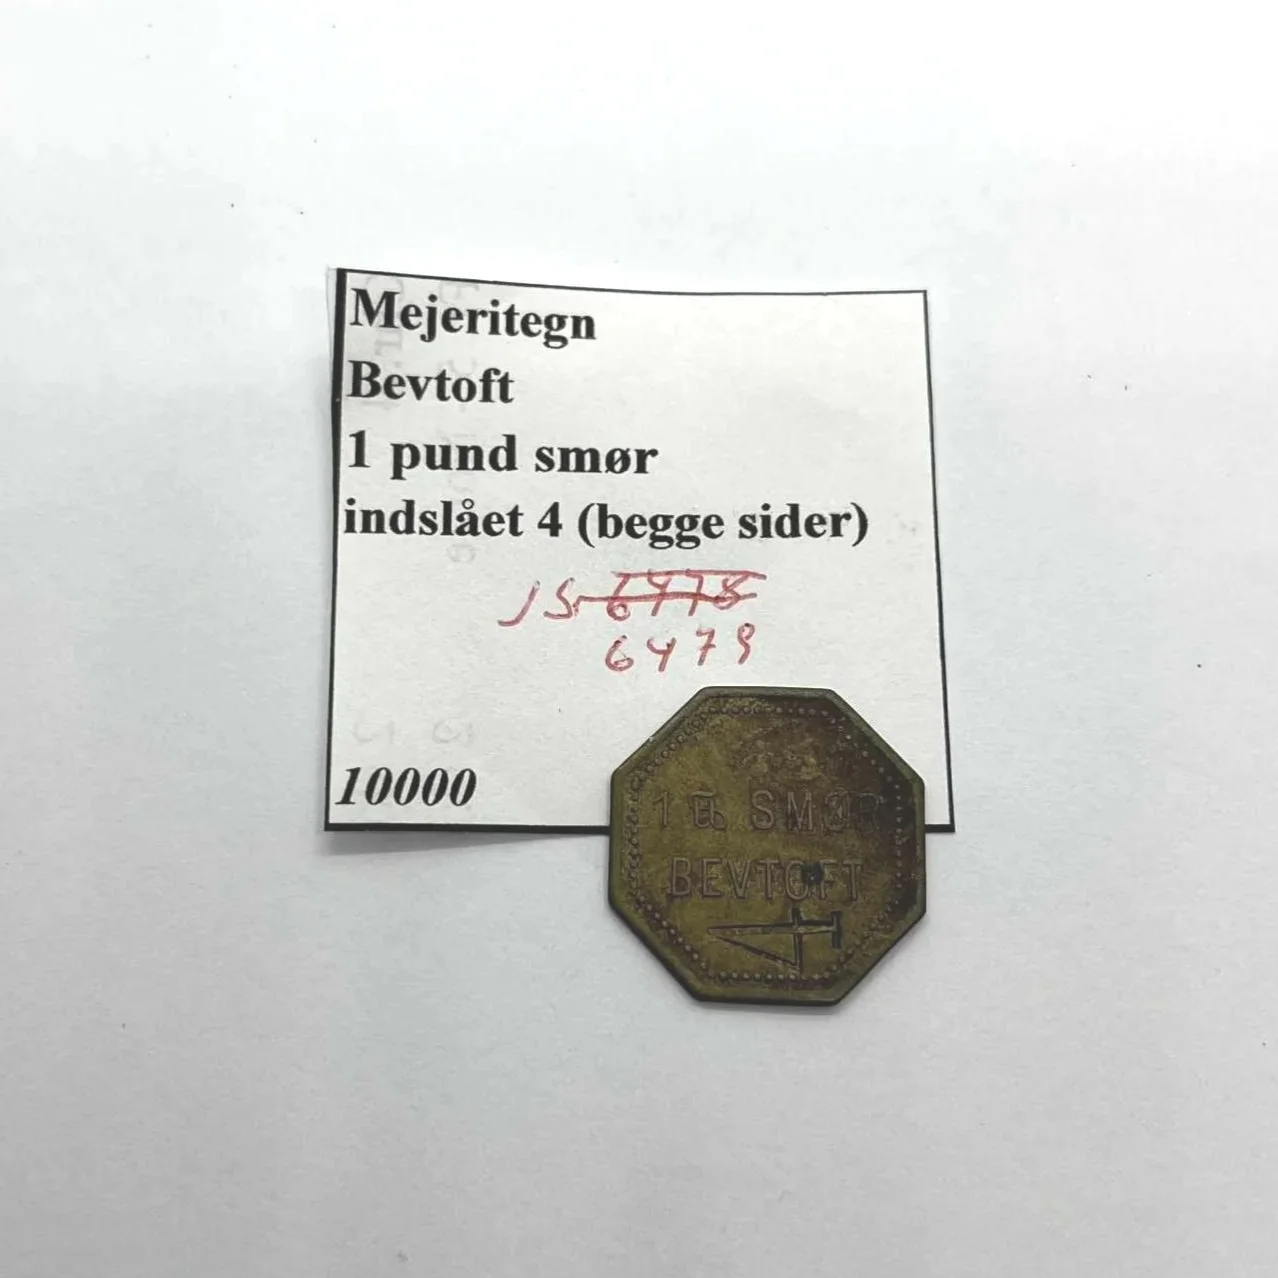 Mejeritegn
Bevtoft
1 pund smør
indslået 4 (begge sider)
JS 6478
6479
10000
1 ℔ SMØR
BEVTOFT
4